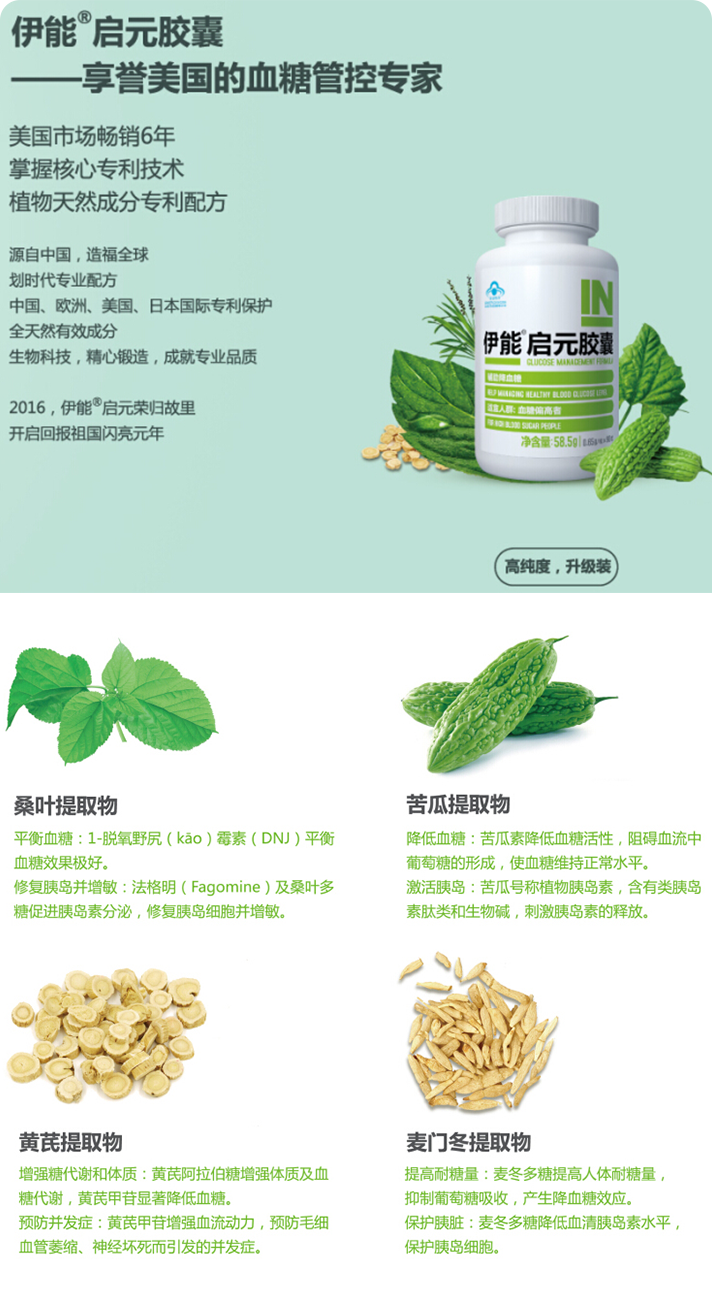 伊能®启元胶囊
——享誉美国的血糖管控专家
美国市场畅销6年
掌握核心专利技术
植物天然成分专利配方
源自中国，造福全球
划时代专业配方
中国、欧洲、美国、日本国际专利保护
全天然有效成分
生物科技，精心锻造，成就专业品质
2016，伊能®启元荣归故里
开启回报祖国闪亮元年
IN
伊能®启元胶囊
GLUCOSE MANAGEMENT FORMULA
辅助降血糖
HELP MANAGING HEALTHY BLOOD GLUCOSE LEVEL
适宜人群: 血糖偏高者
FOR HIGH BLOOD SUGAR PEOPLE
净含量: 58.5g
高纯度，升级装
桑叶提取物
平衡血糖：1-脱氧野尻（kāo）霉素（DNJ）平衡
血糖效果极好。
修复胰岛并增敏：法格明（Fagomine）及桑叶多
糖促进胰岛素分泌，修复胰岛细胞并增敏。
苦瓜提取物
降低血糖：苦瓜素降低血糖活性，阻碍血流中
葡萄糖的形成，使血糖维持正常水平。
激活胰岛：苦瓜号称植物胰岛素，含有类胰岛
素肽类和生物碱，刺激胰岛素的释放。
黄芪提取物
增强糖代谢和体质：黄芪阿拉伯糖增强体质及血
糖代谢，黄芪甲苷显著降低血糖。
预防并发症：黄芪甲苷增强血流动力，预防毛细
血管萎缩、神经坏死而引发的并发症。
麦门冬提取物
提高耐糖量：麦冬多糖提高人体耐糖量，
抑制葡萄糖吸收，产生降血糖效应。
保护胰脏：麦冬多糖降低血清胰岛素水平，
保护胰岛细胞。